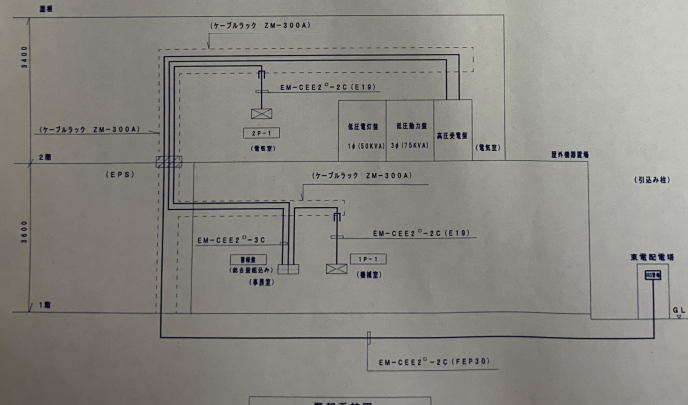 屋根
(ケーブルラック ZM-300A)
3400
EM-CEE2□-2C(E19)
2P-1
(電気室)
低圧電灯盤
1φ(50KVA)
低圧動力盤
3φ(75KVA)
高圧受電盤
(電気室)
(ケーブルラック ZM-300A)
2階
屋外機器置場
(EPS)
(ケーブルラック ZM-300A)
(引込み柱)
3600
EM-CEE2□-3C
EM-CEE2□-2C(E19)
警報盤
(総合盤組込み)
(事務室)
1P-1
(機械室)
東電配電塔
1階
GL
EM-CEE2□-2C(FEP30)